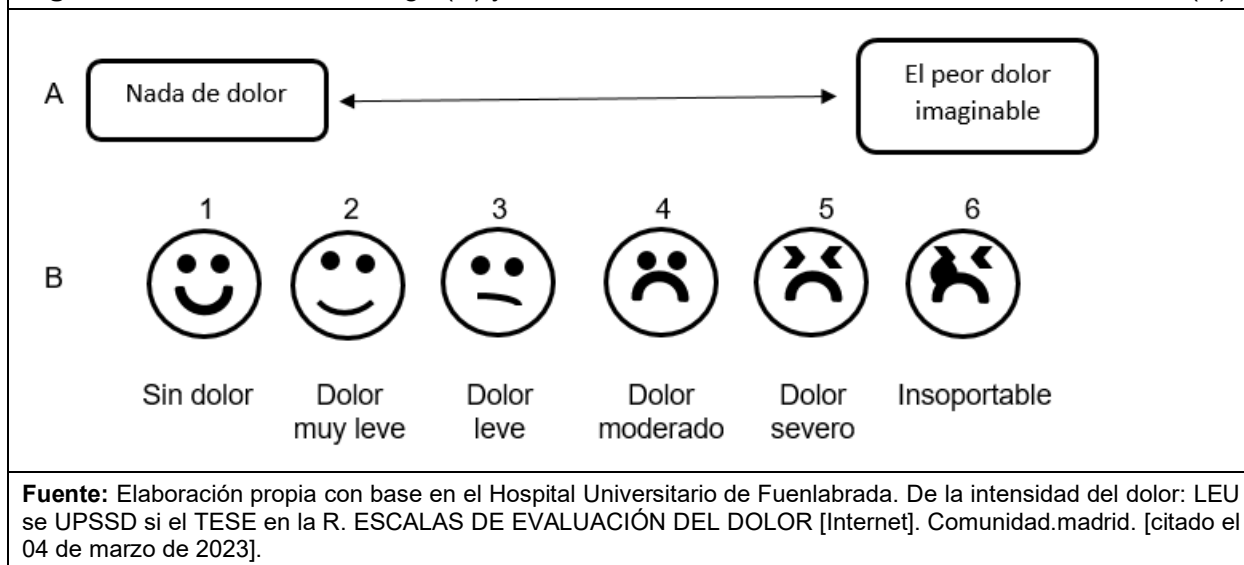 A
Nada de dolor
El peor dolor
imaginable
1 2 3 4 5 6
B
Sin dolor Dolor Dolor Dolor Dolor Insoportable
muy leve leve moderado severo
Fuente: Elaboración propia con base en el Hospital Universitario de Fuenlabrada. De la intensidad del dolor: LEU
se UPSSD si el TESE en la R. ESCALAS DE EVALUACIÓN DEL DOLOR [Internet]. Comunidad.madrid. [citado el
04 de marzo de 2023].